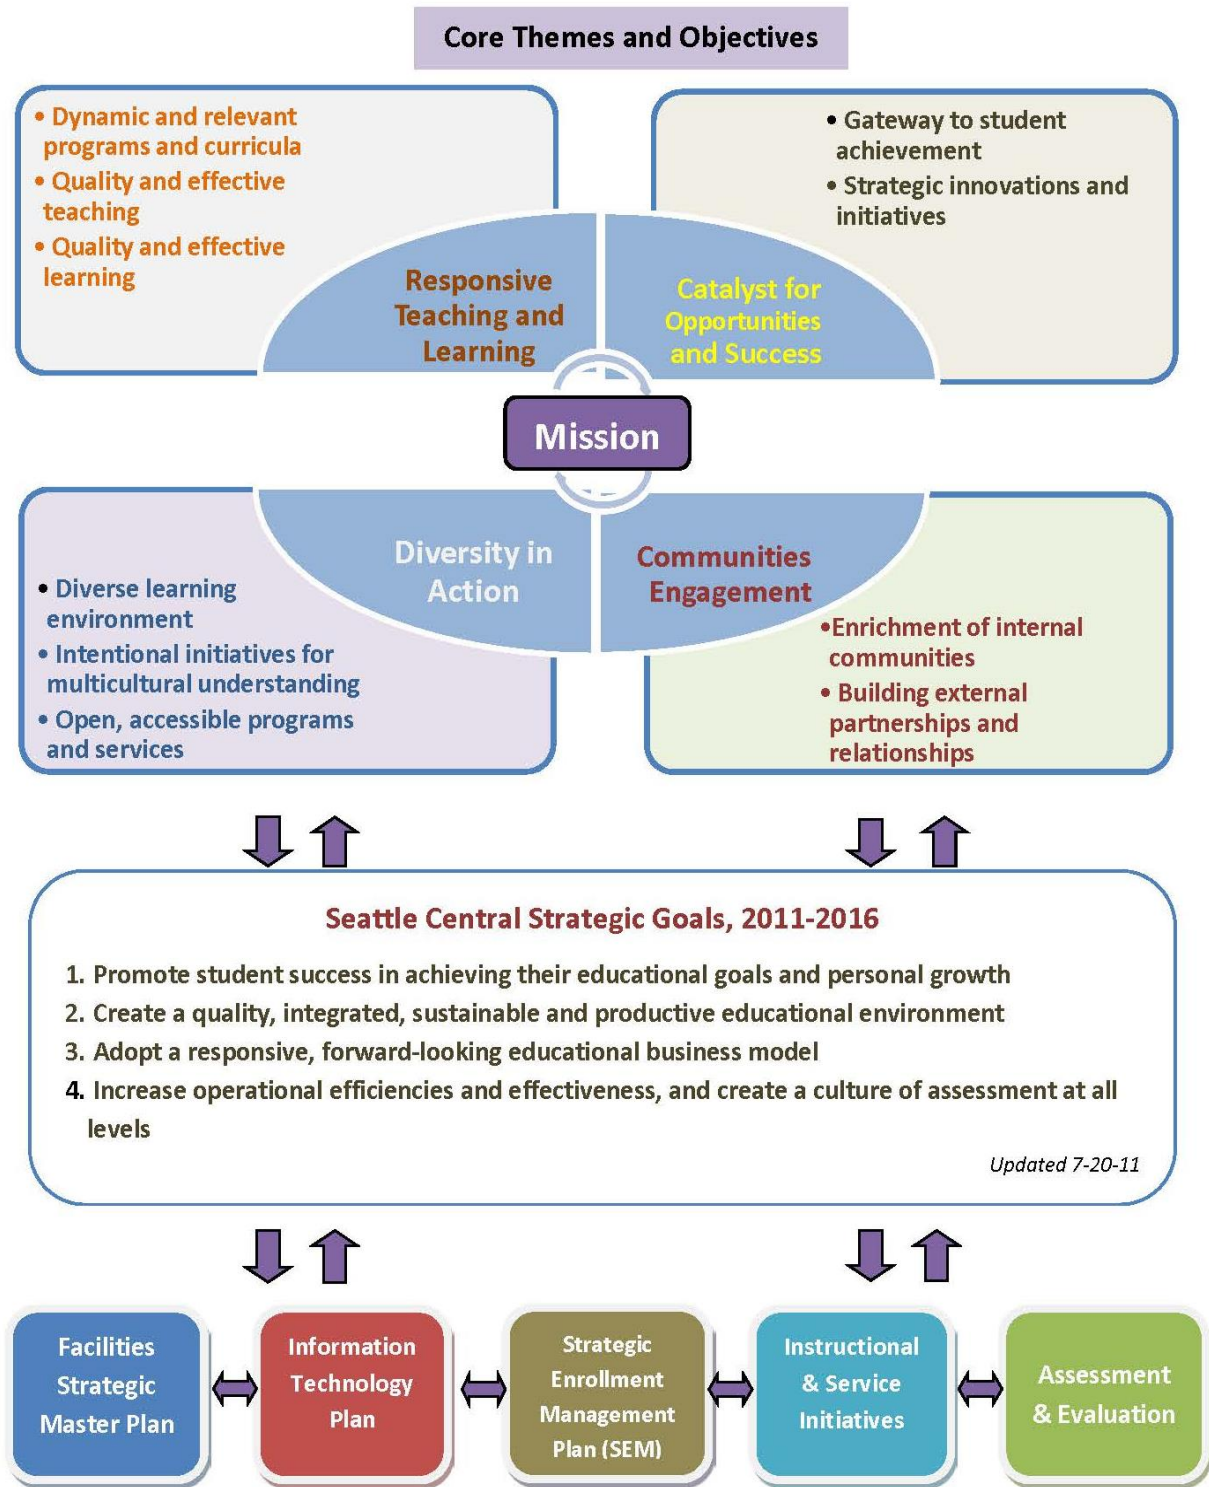 Core Themes and Objectives
• Dynamic and relevant
programs and curricula
• Quality and effective
teaching
• Quality and effective
learning
• Gateway to student
achievement
• Strategic innovations and
initiatives
Responsive
Teaching and
Learning
Catalyst for
Opportunities
and Success
Mission
Diversity in
Action
Communities
Engagement
• Diverse learning
environment
• Intentional initiatives for
multicultural understanding
• Open, accessible programs
and services
•Enrichment of internal
communities
• Building external
partnerships and
relationships
Seattle Central Strategic Goals, 2011-2016
1. Promote student success in achieving their educational goals and personal growth
2. Create a quality, integrated, sustainable and productive educational environment
3. Adopt a responsive, forward-looking educational business model
4. Increase operational efficiencies and effectiveness, and create a culture of assessment at all
levels
Updated 7-20-11
Facilities
Strategic
Master Plan
Information
Technology
Plan
Strategic
Enrollment
Management
Plan (SEM)
Instructional
& Service
Initiatives
Assessment
& Evaluation